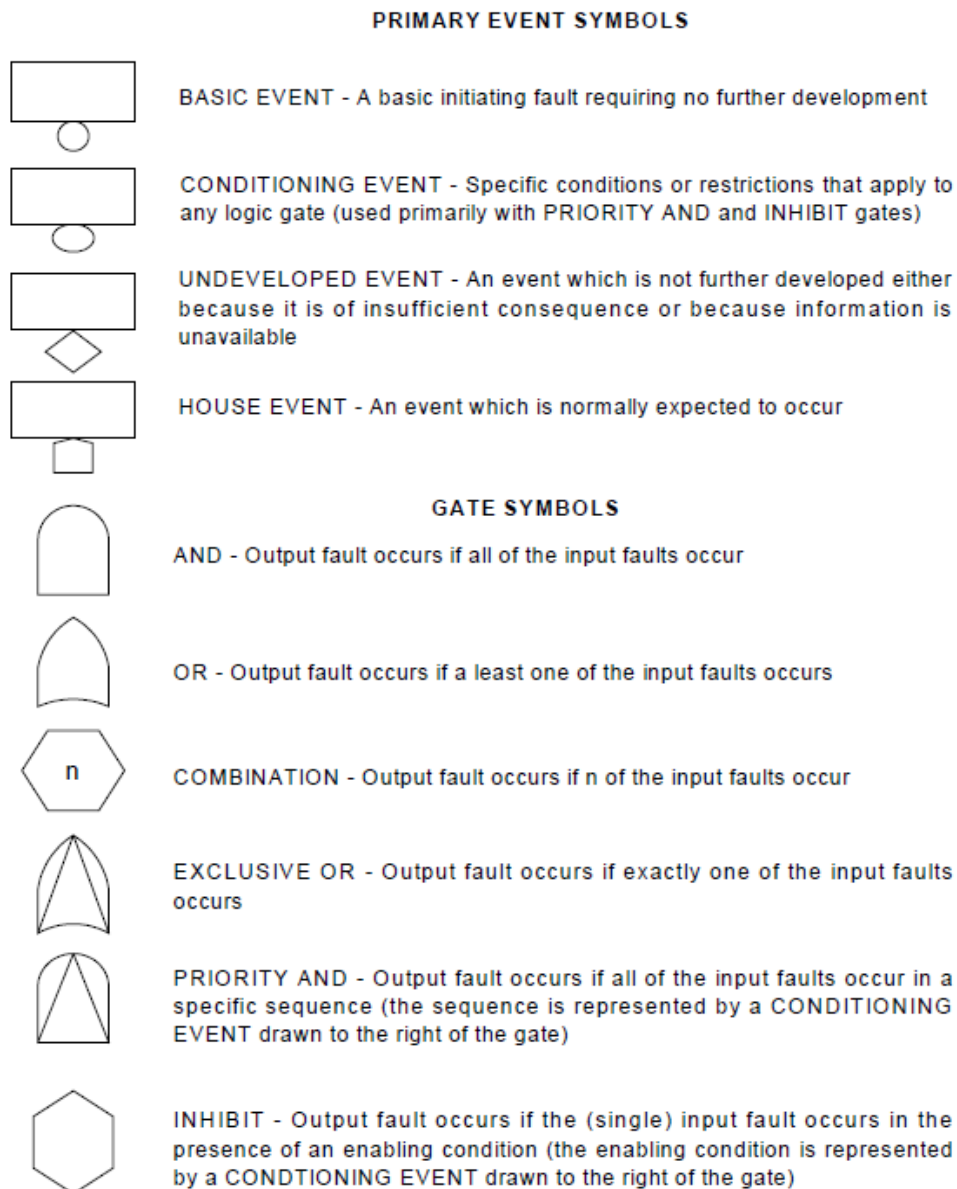 PRIMARY EVENT SYMBOLS
BASIC EVENT - A basic initiating fault requiring no further development
CONDITIONING EVENT - Specific conditions or restrictions that apply to
any logic gate (used primarily with PRIORITY AND and INHIBIT gates)
UNDEVELOPED EVENT - An event which is not further developed either
because it is of insufficient consequence or because information is
unavailable
HOUSE EVENT - An event which is normally expected to occur
GATE SYMBOLS
AND - Output fault occurs if all of the input faults occur
OR - Output fault occurs if a least one of the input faults occurs
n
COMBINATION - Output fault occurs if n of the input faults occur
EXCLUSIVE OR - Output fault occurs if exactly one of the input faults
occurs
PRIORITY AND - Output fault occurs if all of the input faults occur in a
specific sequence (the sequence is represented by a CONDITIONING
EVENT drawn to the right of the gate)
INHIBIT - Output fault occurs if the (single) input fault occurs in the
presence of an enabling condition (the enabling condition is represented
by a CONDTIONING EVENT drawn to the right of the gate)